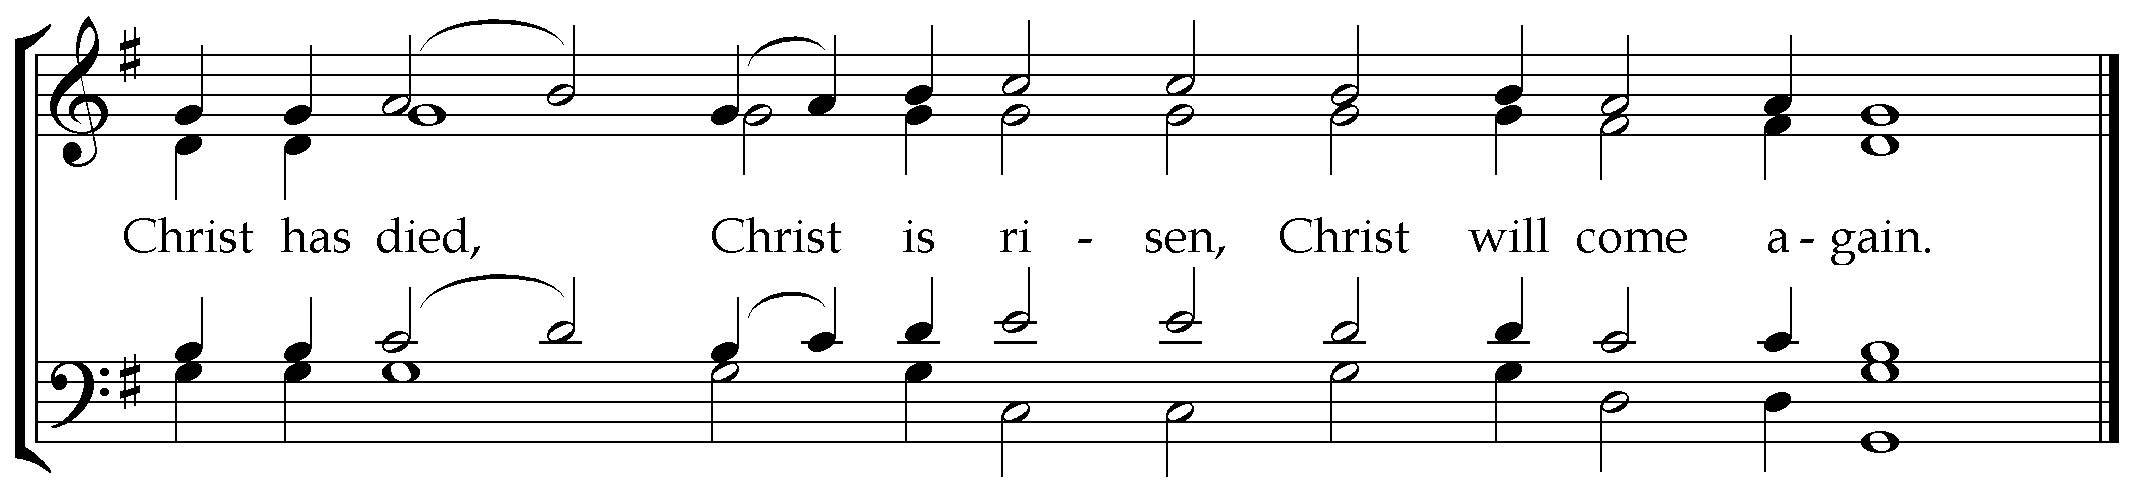 Christ has died, Christ is ri - sen, Christ will come a - gain.